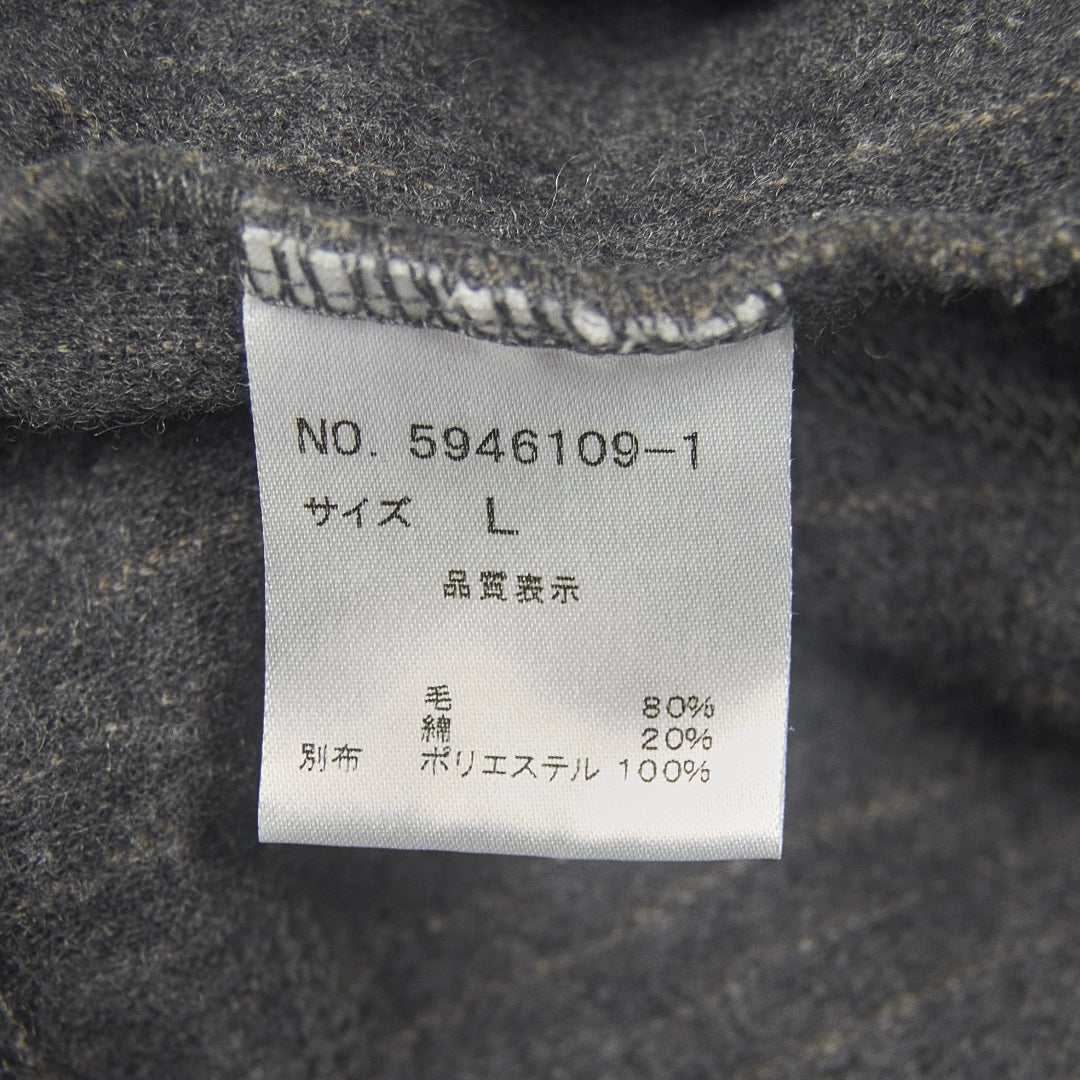 NO. 5946109-1
サイズ L
品質表示
毛 80%
綿 20%
別布 ポリエステル 100%